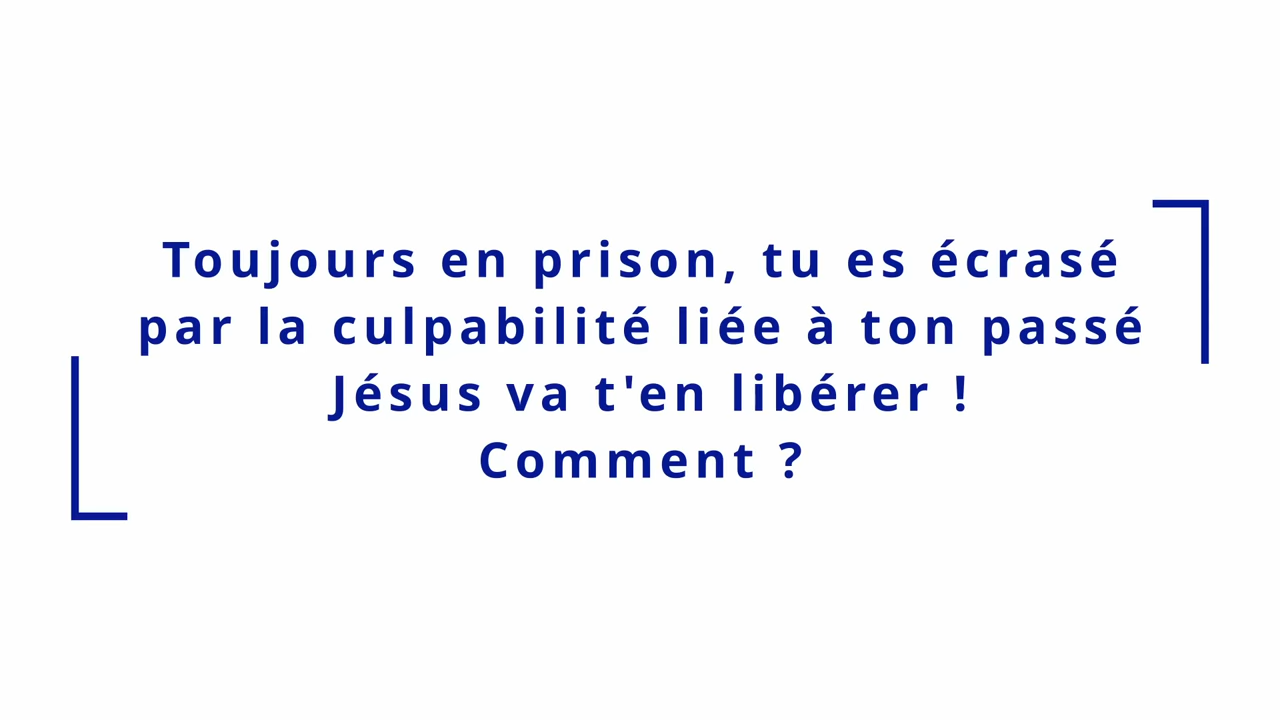 Toujours en prison, tu es écrasé
par la culpabilité liée à ton passé
Jésus va t'en libérer !
Comment ?